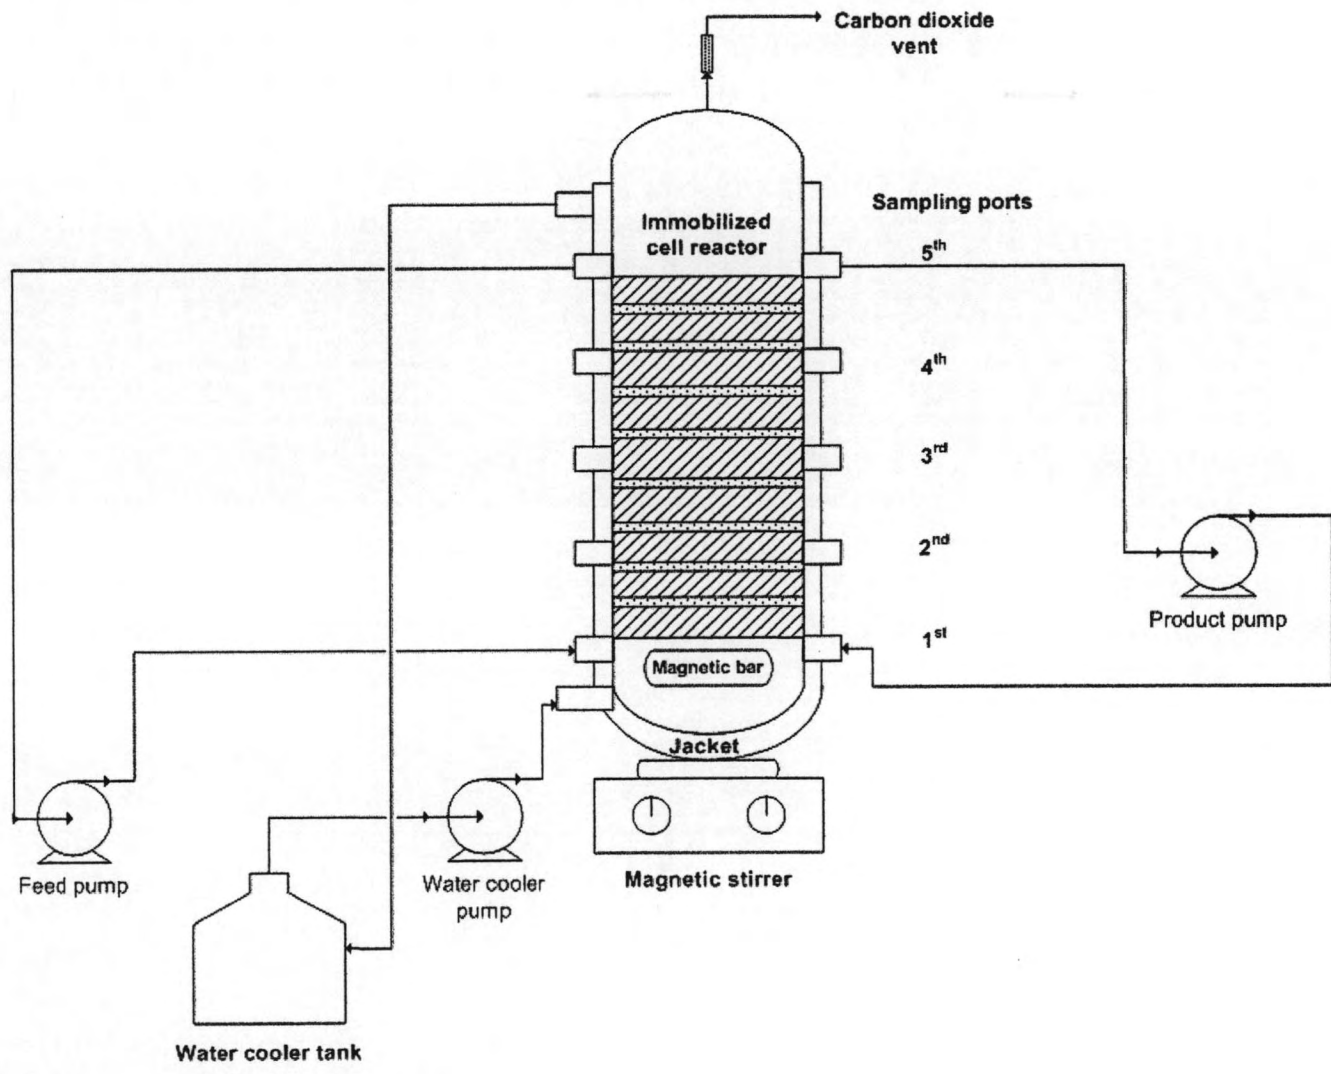 Carbon dioxide
vent
Sampling ports
Immobilized
cell reactor
5th
4th
3rd
2nd
1st
Product pump
Magnetic bar
Jacket
Feed pump
Water cooler
pump
Magnetic stirrer
Water cooler tank